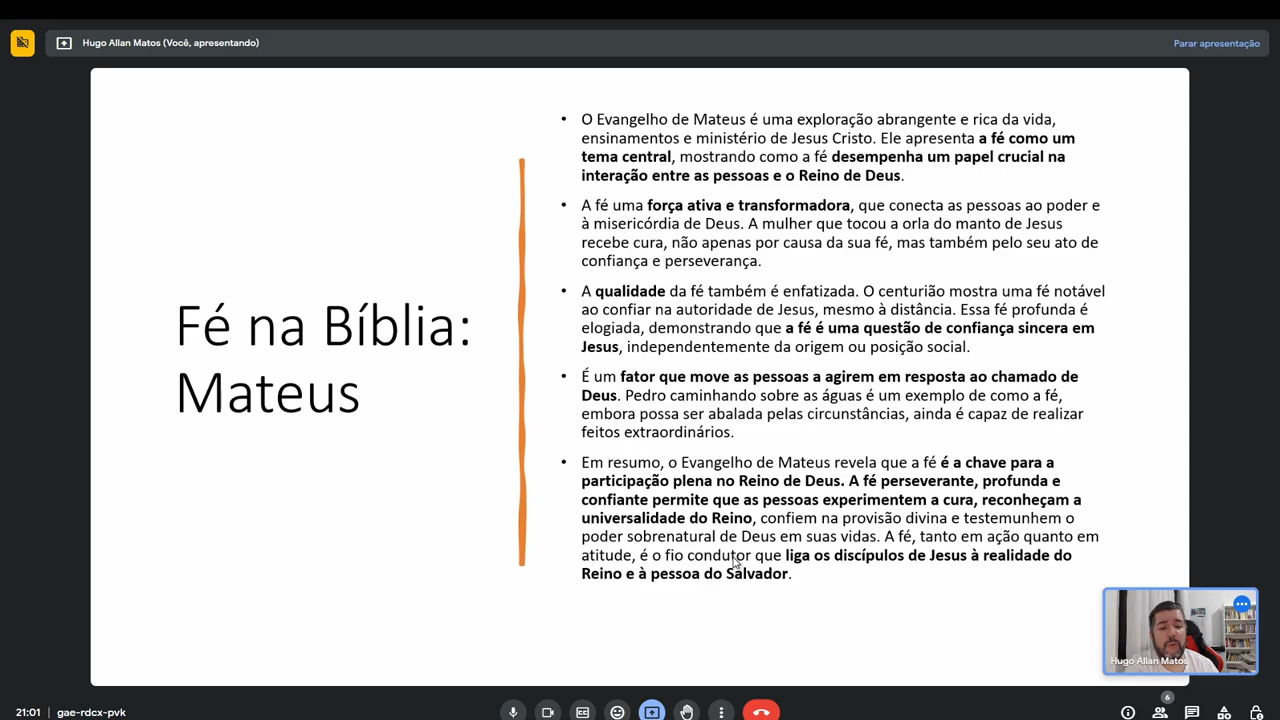 Hugo Allan Matos (Você, apresentando)
Parar apresentação
Fé na Bíblia:
Mateus
• O Evangelho de Mateus é uma exploração abrangente e rica da vida,
ensinamentos e ministério de Jesus Cristo. Ele apresenta a fé como um
tema central, mostrando como a fé desempenha um papel crucial na
interação entre as pessoas e o Reino de Deus.
• A fé uma força ativa e transformadora, que conecta as pessoas ao poder e
à misericórdia de Deus. A mulher que tocou a orla do manto de Jesus
recebe cura, não apenas por causa da sua fé, mas também pelo seu ato de
confiança e perseverança.
• A qualidade da fé também é enfatizada. O centurião mostra uma fé notável
ao confiar na autoridade de Jesus, mesmo à distância. Essa fé profunda é
elogiada, demonstrando que a fé é uma questão de confiança sincera em
Jesus, independentemente da origem ou posição social.
• É um fator que move as pessoas a agirem em resposta ao chamado de
Deus. Pedro caminhando sobre as águas é um exemplo de como a fé,
embora possa ser abalada pelas circunstâncias, ainda é capaz de realizar
feitos extraordinários.
• Em resumo, o Evangelho de Mateus revela que a fé é a chave para a
participação plena no Reino de Deus. A fé perseverante, profunda e
confiante permite que as pessoas experimentem a cura, reconheçam a
universalidade do Reino, confiem na provisão divina e testemunhem o
poder sobrenatural de Deus em suas vidas. A fé, tanto em ação quanto em
atitude, é o fio condutor que liga os discípulos de Jesus à realidade do
Reino e à pessoa do Salvador.
Hugo Allan Matos
21:01 | gae-rdcx-pvk
6